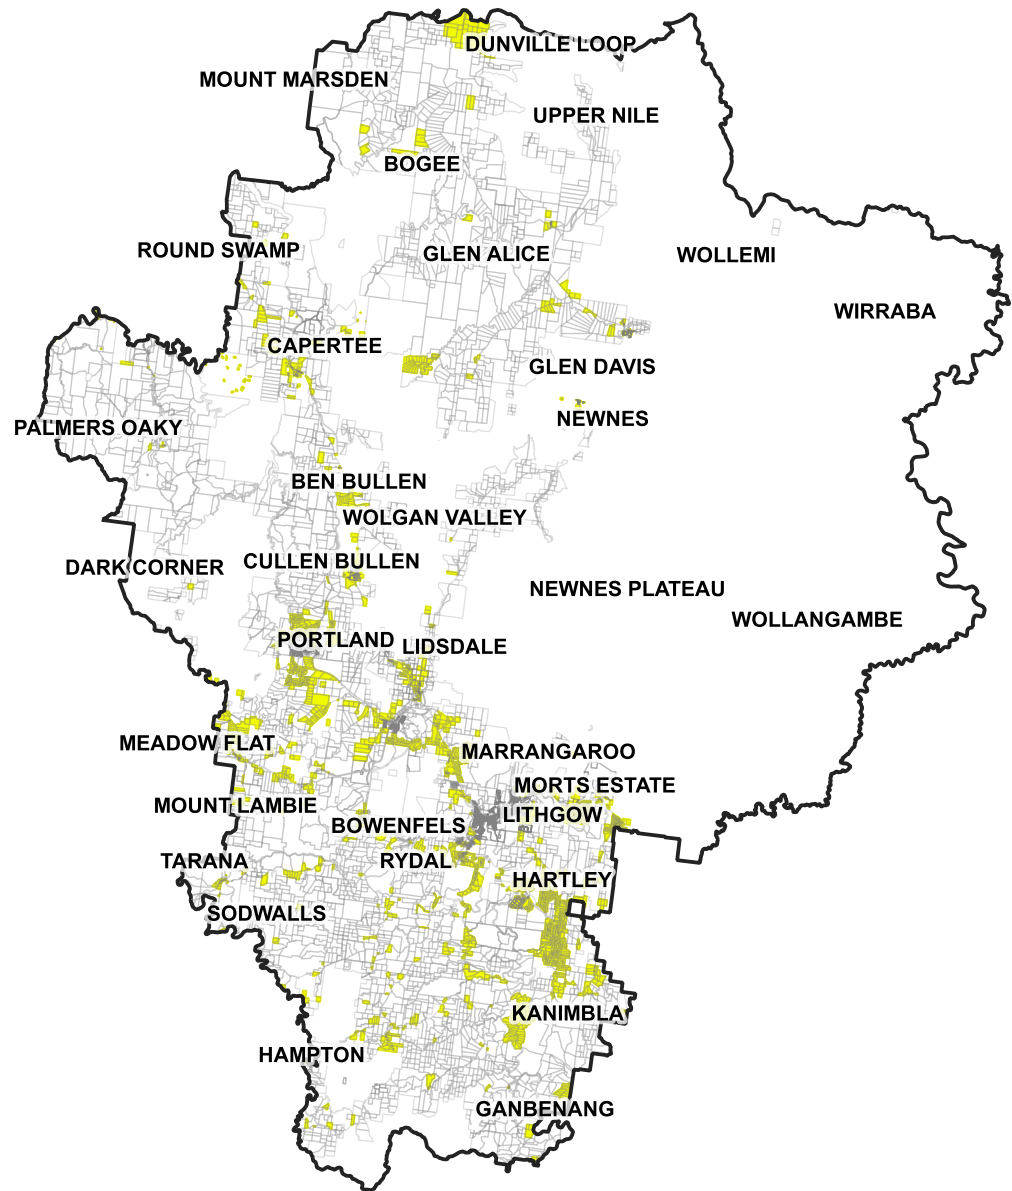 DUNVILLE LOOP
MOUNT MARSDEN
UPPER NILE
BOGEE
ROUND SWAMP
GLEN ALICE
WOLLEMI
WIRRABA
CAPERTEE
GLEN DAVIS
NEWNES
PALMERS OAKY
BEN BULLEN
WOLGAN VALLEY
CULLEN BULLEN
DARK CORNER
NEWNES PLATEAU
WOLLANGAMBE
PORTLAND
LIDSDALE
MEADOW FLAT
MARRANGAROO
MORTS ESTATE
MOUNT LAMBIE
LITHGOW
BOWENFELS
TARANA
RYDAL
HARTLEY
SODWALLS
KANIMBLA
HAMPTON
GANBENANG